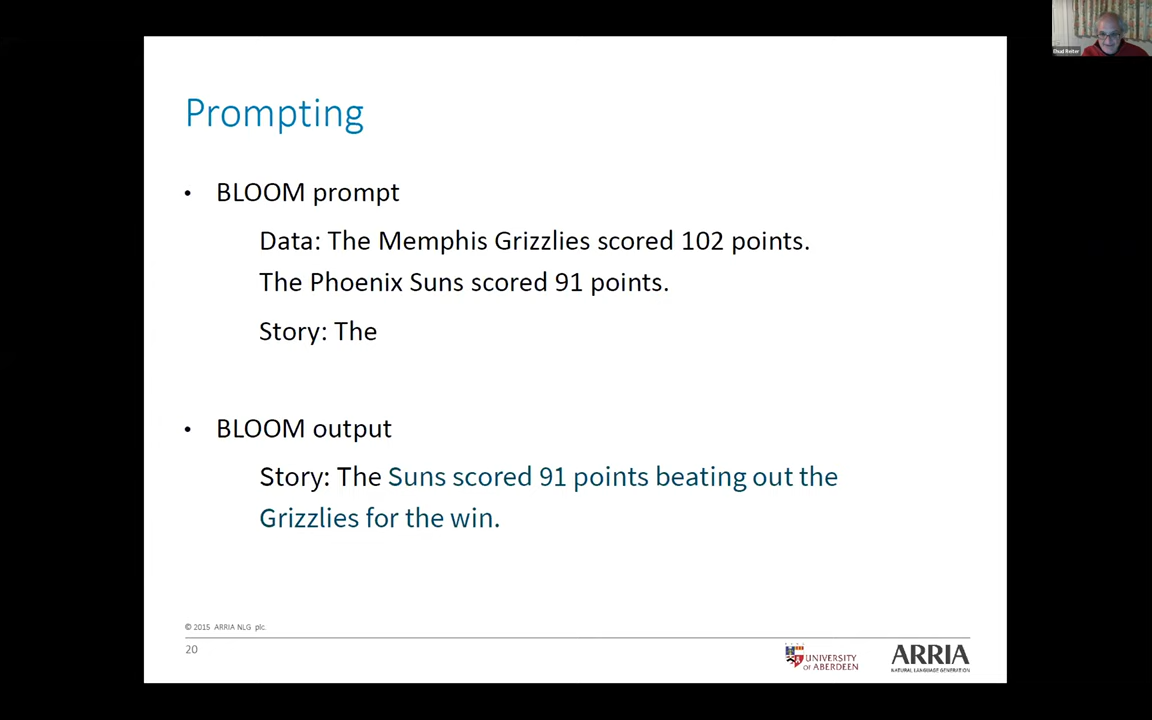 Ehud Reiter
Prompting
• BLOOM prompt
Data: The Memphis Grizzlies scored 102 points.
The Phoenix Suns scored 91 points.
Story: The
• BLOOM output
Story: The Suns scored 91 points beating out the
Grizzlies for the win.
© 2015 ARRIA NLG plc.
20
UNIVERSITY
OF ABERDEEN
ARRIA
NATURAL LANGUAGE GENERATION